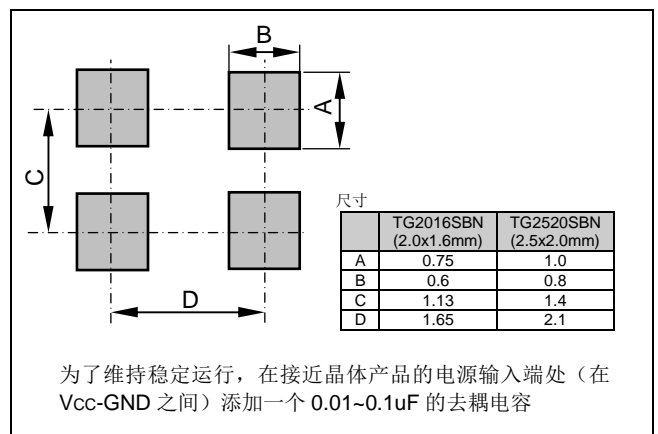 B
A
C
D
尺寸
TG2016SBN TG2520SBN
(2.0x1.6mm) (2.5x2.0mm)
A 0.75 1.0
B 0.6 0.8
C 1.13 1.4
D 1.65 2.1
为了维持稳定运行，在接近晶体产品的电源输入端处（在
Vcc-GND 之间）添加一个 0.01~0.1uF 的去耦电容